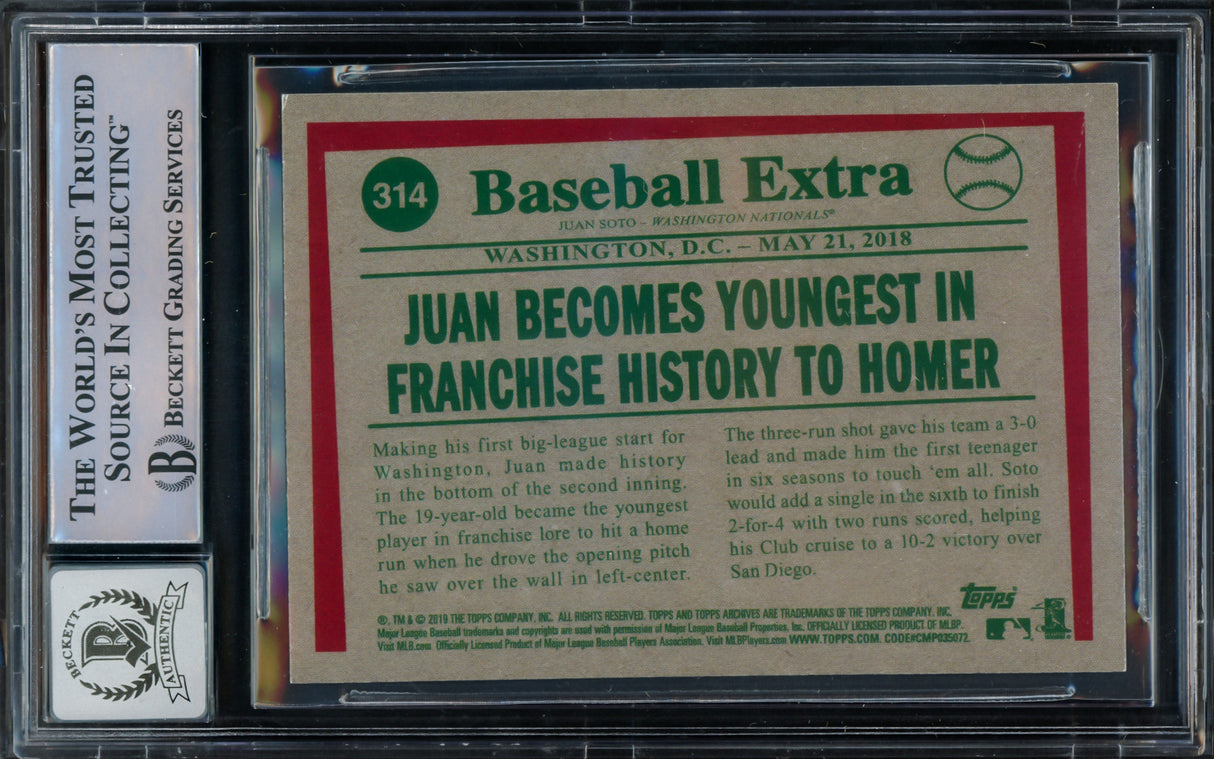 THE WORLD'S MOST TRUSTED
SOURCE IN COLLECTING™
BECKETT GRADING SERVICES
BECKETT
AUTHENTIC
314
Baseball Extra
JUAN SOTO – WASHINGTON NATIONALS®
WASHINGTON, D.C. – MAY 21, 2018
JUAN BECOMES YOUNGEST IN
FRANCHISE HISTORY TO HOMER
Making his first big-league start for
Washington, Juan made history
in the bottom of the second inning.
The 19-year-old became the youngest
player in franchise lore to hit a home
run when he drove the opening pitch
he saw over the wall in left-center.
The three-run shot gave his team a 3-0
lead and made him the first teenager
in six seasons to touch 'em all. Soto
would add a single in the sixth to finish
2-for-4 with two runs scored, helping
his Club cruise to a 10-2 victory over
San Diego.
topps
®, TM & © 2019 THE TOPPS COMPANY, INC. ALL RIGHTS RESERVED. TOPPS AND TOPPS ARCHIVES ARE TRADEMARKS OF THE TOPPS COMPANY, INC.
Major League Baseball trademarks and copyrights are used with permission of Major League Baseball Properties, Inc. OFFICIALLY LICENSED PRODUCT OF MLBP.
Visit MLB.com Officially Licensed Product of Major League Baseball Players Association. Visit MLBPlayers.com WWW.TOPPS.COM. CODE#CMP035072.